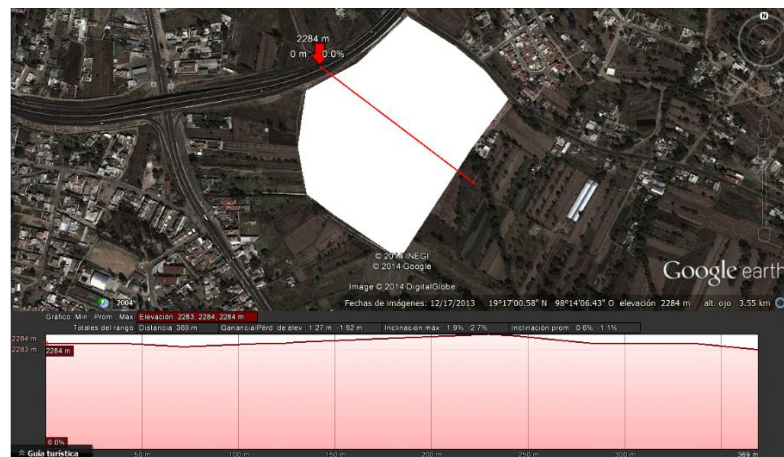 N
2284 m
0 m 0.0%
© 2014 INEGI
© 2014 Google
Image © 2014 DigitalGlobe
Google earth
2004
Fechas de imágenes: 12/17/2013 19°17'00.58" N 98°14'06.43" O elevación 2284 m alt. ojo 3.55 km
Gráfico Mín., Prom., Máx. Elevación: 2283, 2284, 2284 m
Totales del rango Distancia 369 m Ganancia/Pérd. de elev. 1.27 m -1.92 m Inclinación máx. 1.9% -2.7% Inclinación prom. 0.6% -1.1%
2284 m
2283 m
2284 m
0.0%
50 m 100 m 150 m 200 m 250 m 300 m 369 m
Guía turística